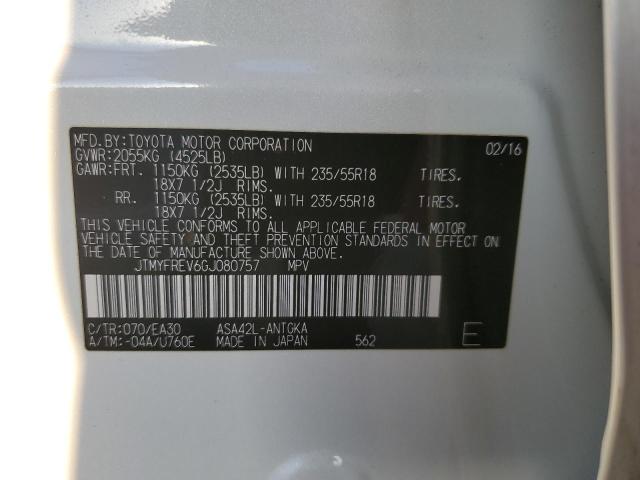 MFD.BY:TOYOTA MOTOR CORPORATION 02/16
GVWR:2055KG (4525LB)
GAWR:FRT. 1150KG (2535LB) WITH 235/55R18 TIRES.
18X7 1/2J RIMS.
RR. 1150KG (2535LB) WITH 235/55R18 TIRES.
18X7 1/2J RIMS.
THIS VEHICLE CONFORMS TO ALL APPLICABLE FEDERAL MOTOR
VEHICLE SAFETY AND THEFT PREVENTION STANDARDS IN EFFECT ON
THE DATE OF MANUFACTURE SHOWN ABOVE.
JTMYFREV6GJ080757 MPV
C/TR:070/EA30 ASA42L-ANTGKA
A/TM:-04A/U760E MADE IN JAPAN 562 E